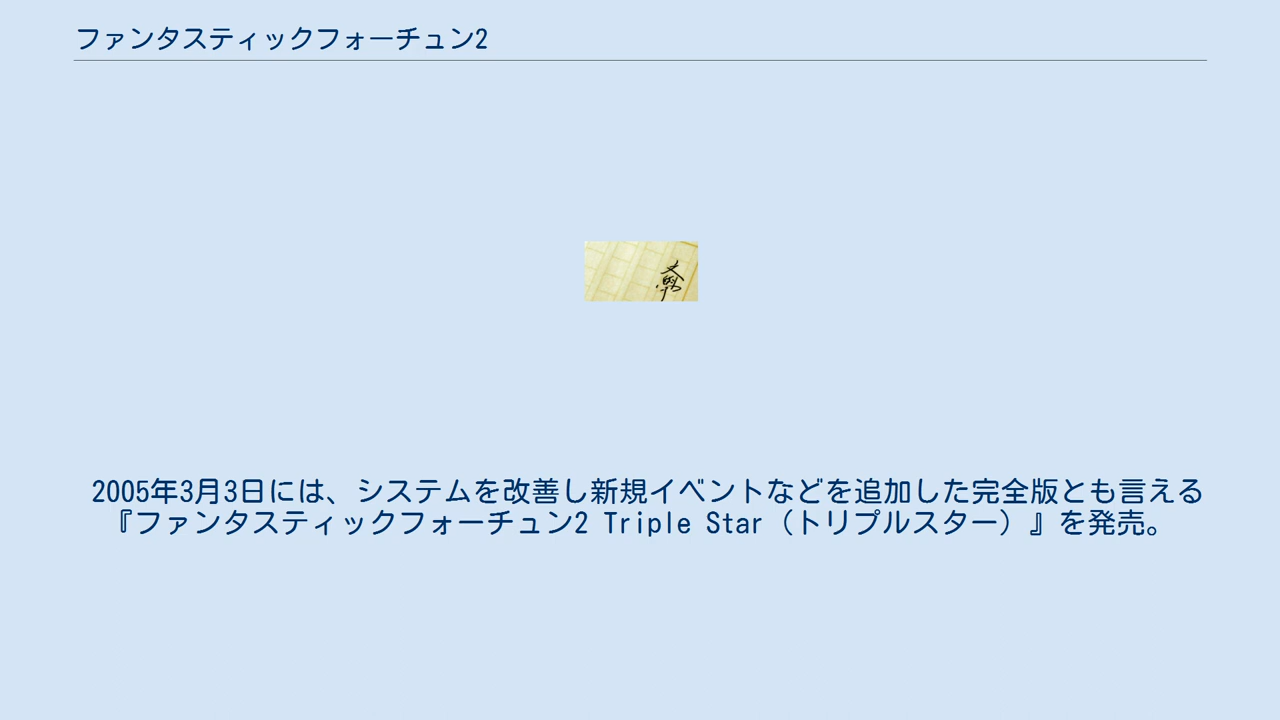 ファンタスティックフォーチュン2
2005年3月3日には、システムを改善し新規イベントなどを追加した完全版とも言える
『ファンタスティックフォーチュン2 Triple Star（トリプルスター）』を発売。